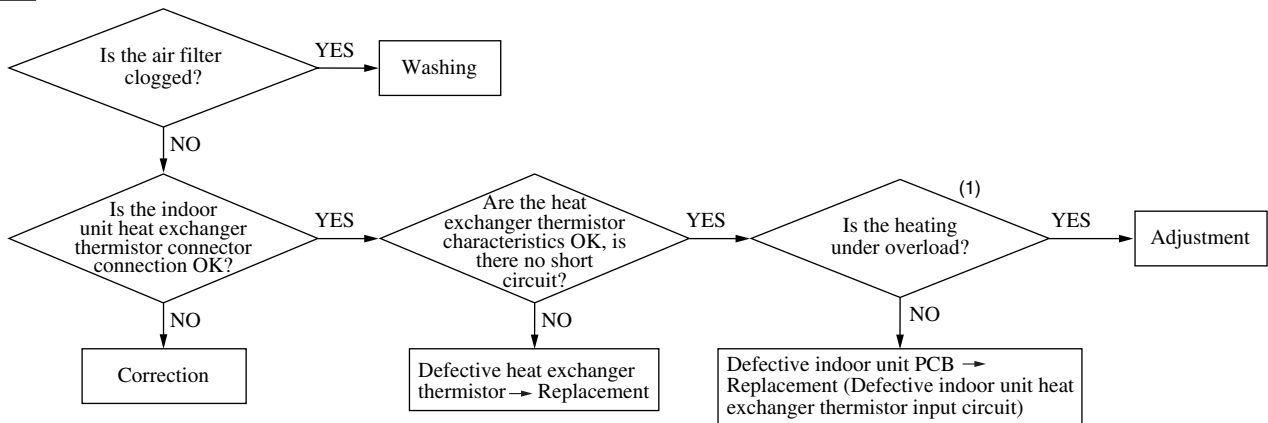 Is the air filter
clogged?
YES
Washing
NO
Is the indoor
unit heat exchanger
thermistor connector
connection OK?
YES
NO
Correction
Are the heat
exchanger thermistor
characteristics OK, is
there no short
circuit?
YES
NO
Defective heat exchanger
thermistor → Replacement
(1)
Is the heating
under overload?
YES
Adjustment
NO
Defective indoor unit PCB →
Replacement (Defective indoor unit heat
exchanger thermistor input circuit)